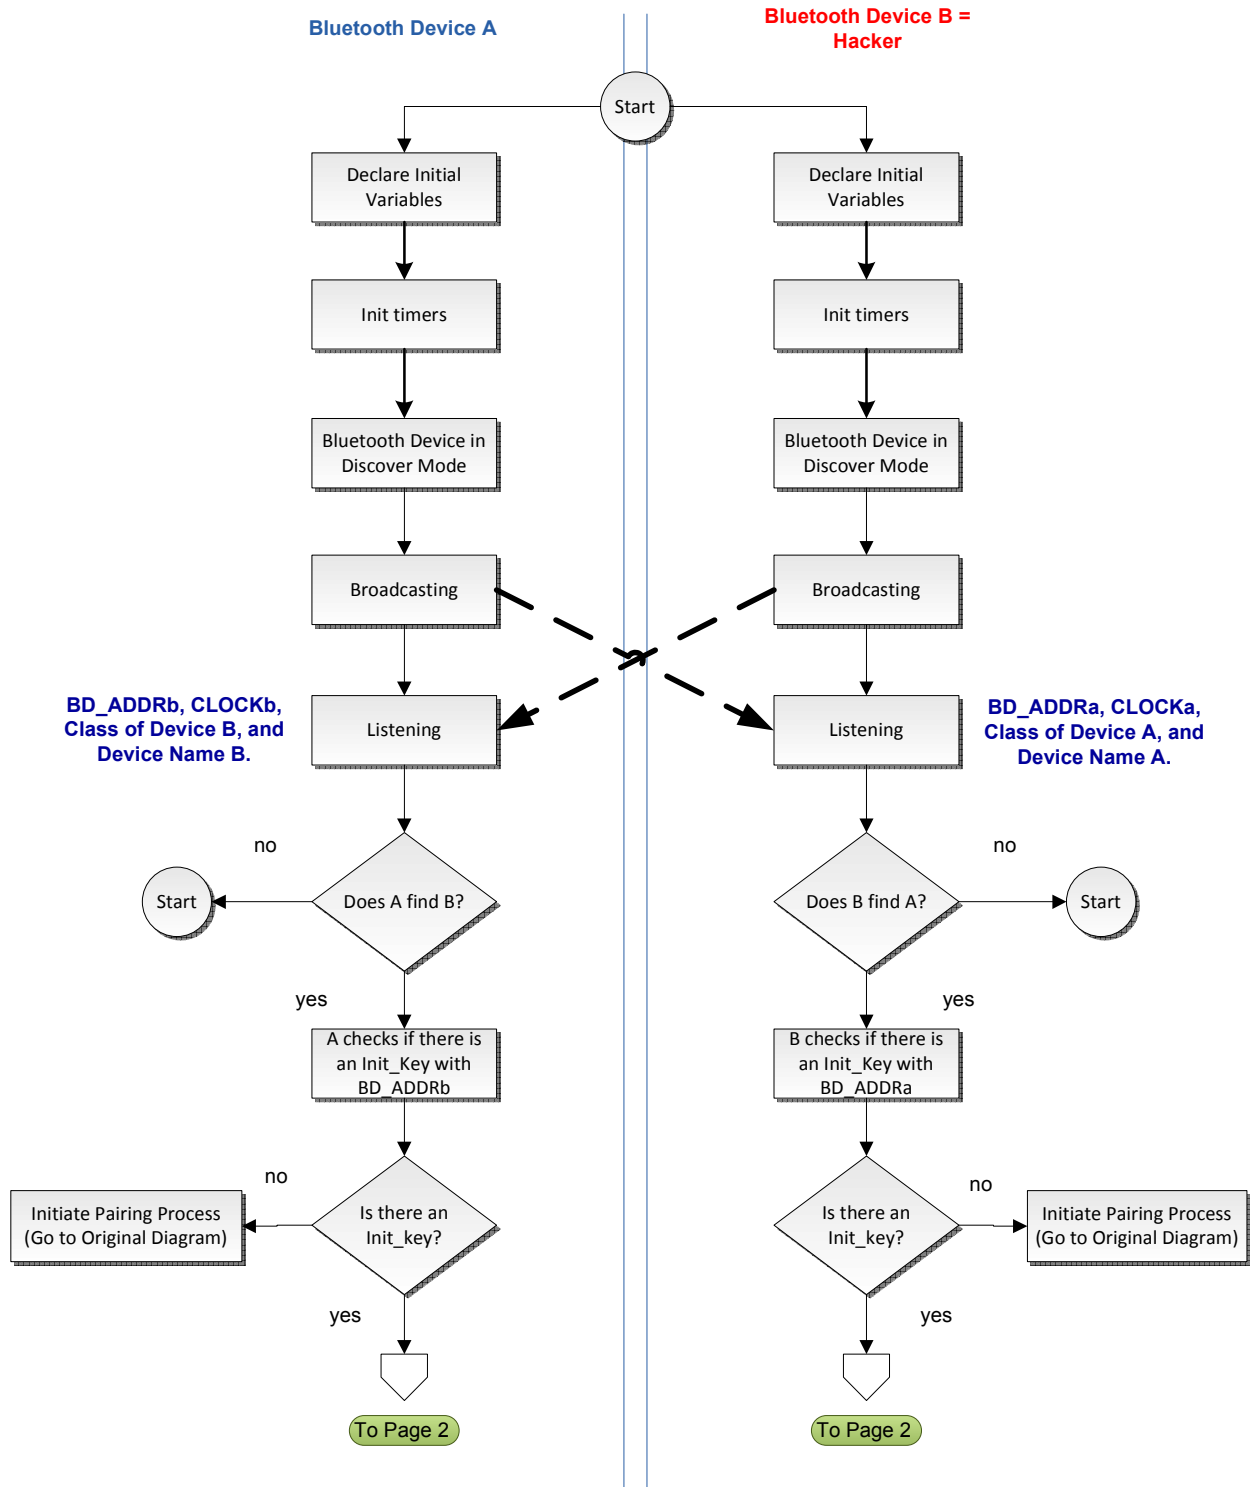 Bluetooth Device A
Bluetooth Device B =
Hacker
Start
Declare Initial
Variables
Declare Initial
Variables
Init timers
Init timers
Bluetooth Device in
Discover Mode
Bluetooth Device in
Discover Mode
Broadcasting
Broadcasting
BD_ADDRb, CLOCKb,
Class of Device B, and
Device Name B.
Listening
Listening
BD_ADDRa, CLOCKa,
Class of Device A, and
Device Name A.
no
Start
Does A find B?
yes
Does B find A?
no
Start
yes
A checks if there is
an Init_Key with
BD_ADDRb
B checks if there is
an Init_Key with
BD_ADDRa
no
Initiate Pairing Process
(Go to Original Diagram)
Is there an
Init_key?
yes
Is there an
Init_key?
no
Initiate Pairing Process
(Go to Original Diagram)
yes
To Page 2
To Page 2